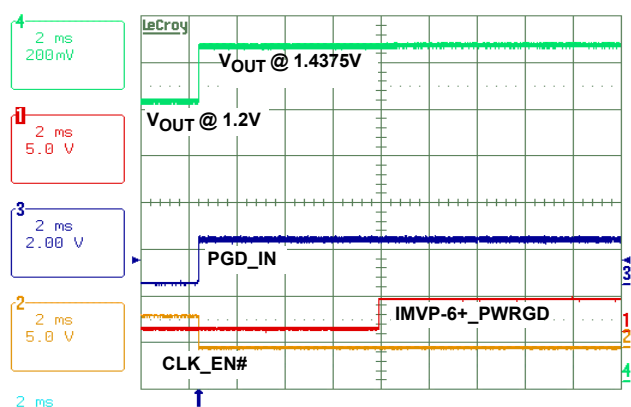 4
2 ms
200mV
1
2 ms
5.0 V
3
2 ms
2.00 V
2
2 ms
5.0 V
2 ms
LeCroy
VOUT @ 1.4375V
VOUT @ 1.2V
PGD_IN
IMVP-6+_PWRGD
CLK_EN#
3
1
2
4